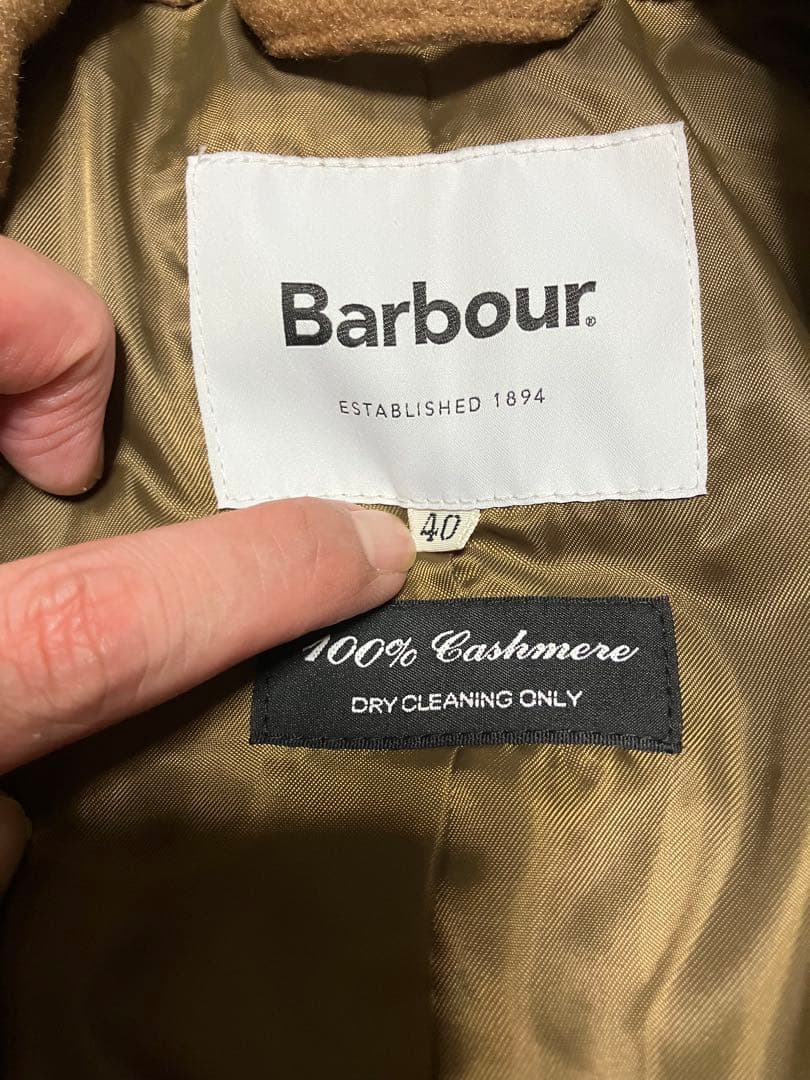 Barbour®
ESTABLISHED 1894
40
100% Cashmere
DRY CLEANING ONLY